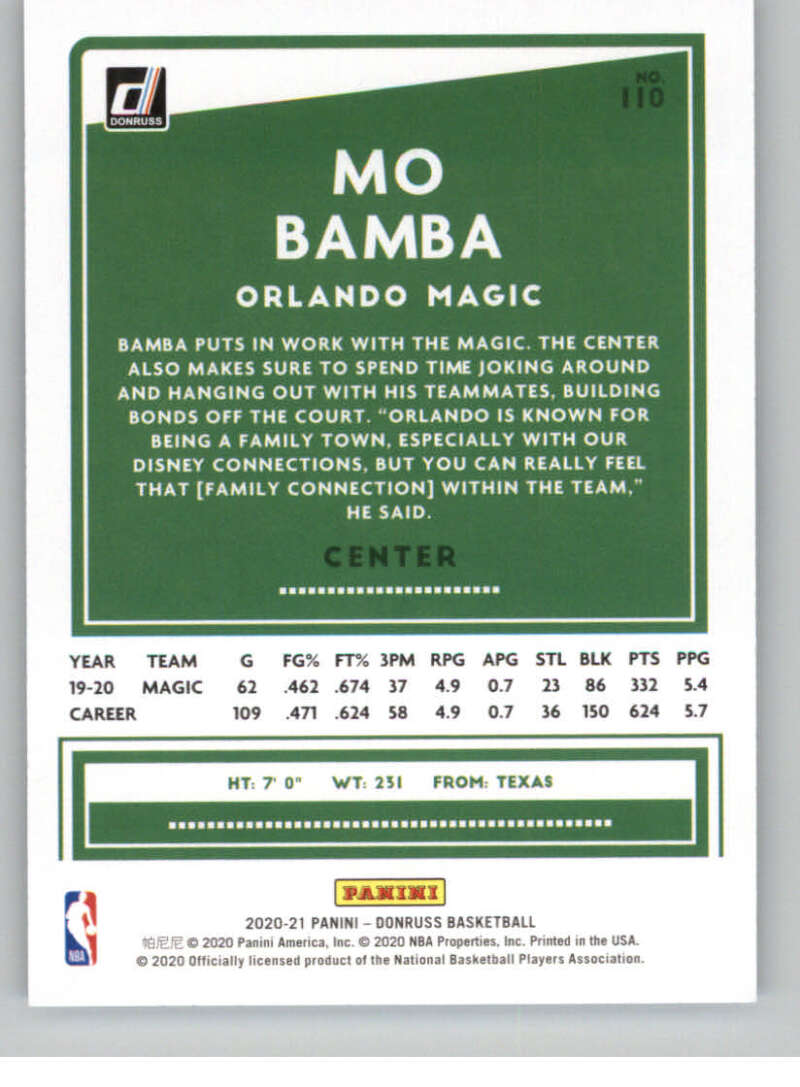 DONRUSS
NO.
110
MO
BAMBA
ORLANDO MAGIC
BAMBA PUTS IN WORK WITH THE MAGIC. THE CENTER
ALSO MAKES SURE TO SPEND TIME JOKING AROUND
AND HANGING OUT WITH HIS TEAMMATES, BUILDING
BONDS OFF THE COURT. “ORLANDO IS KNOWN FOR
BEING A FAMILY TOWN, ESPECIALLY WITH OUR
DISNEY CONNECTIONS, BUT YOU CAN REALLY FEEL
THAT [FAMILY CONNECTION] WITHIN THE TEAM,”
HE SAID.
CENTER
YEAR TEAM G FG% FT% 3PM RPG APG STL BLK PTS PPG
19-20 MAGIC 62 .462 .674 37 4.9 0.7 23 86 332 5.4
CAREER 109 .471 .624 58 4.9 0.7 36 150 624 5.7
HT: 7' 0" WT: 231 FROM: TEXAS
PANINI
2020-21 PANINI – DONRUSS BASKETBALL
帕尼尼 © 2020 Panini America, Inc. © 2020 NBA Properties, Inc. Printed in the USA.
© 2020 Officially licensed product of the National Basketball Players Association.
NBA